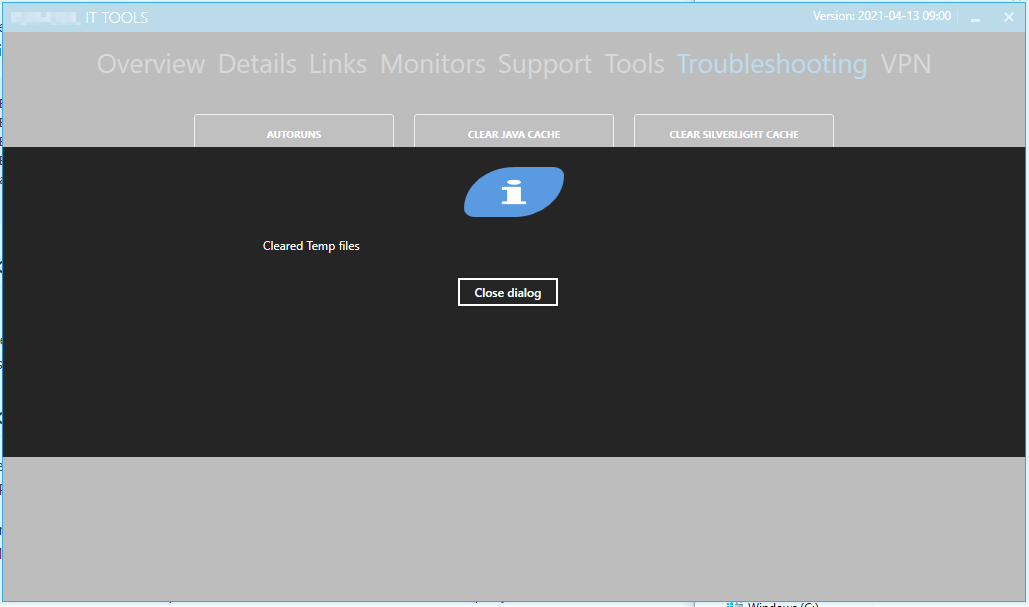 IT TOOLS
Version: 2021-04-13 09:00
Overview Details Links Monitors Support Tools Troubleshooting VPN
AUTORUNS
CLEAR JAVA CACHE
CLEAR SILVERLIGHT CACHE
Cleared Temp files
Close dialog
Windows (C:)